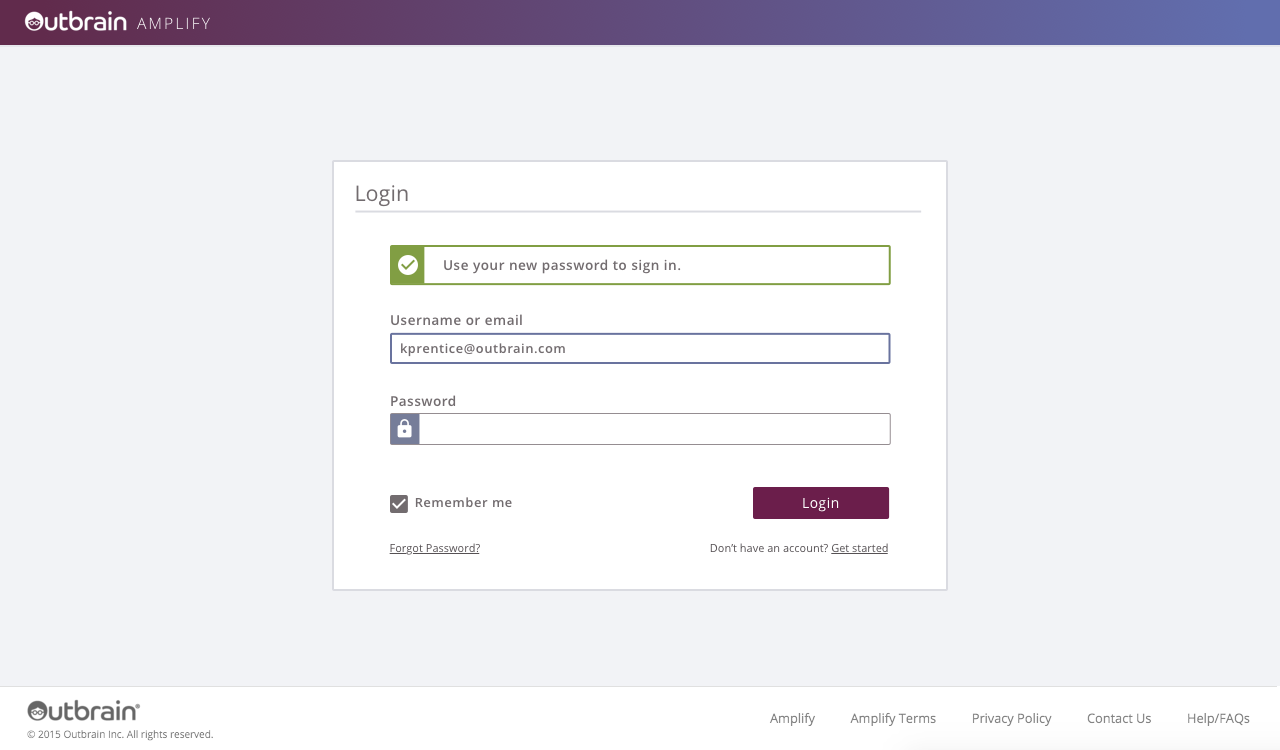 Outbrain AMPLIFY
Login
Use your new password to sign in.
Username or email
kprentice@outbrain.com
Password
Remember me
Login
Forgot Password?
Don’t have an account? Get started
Outbrain®
© 2015 Outbrain Inc. All rights reserved.
Amplify Amplify Terms Privacy Policy Contact Us Help/FAQs